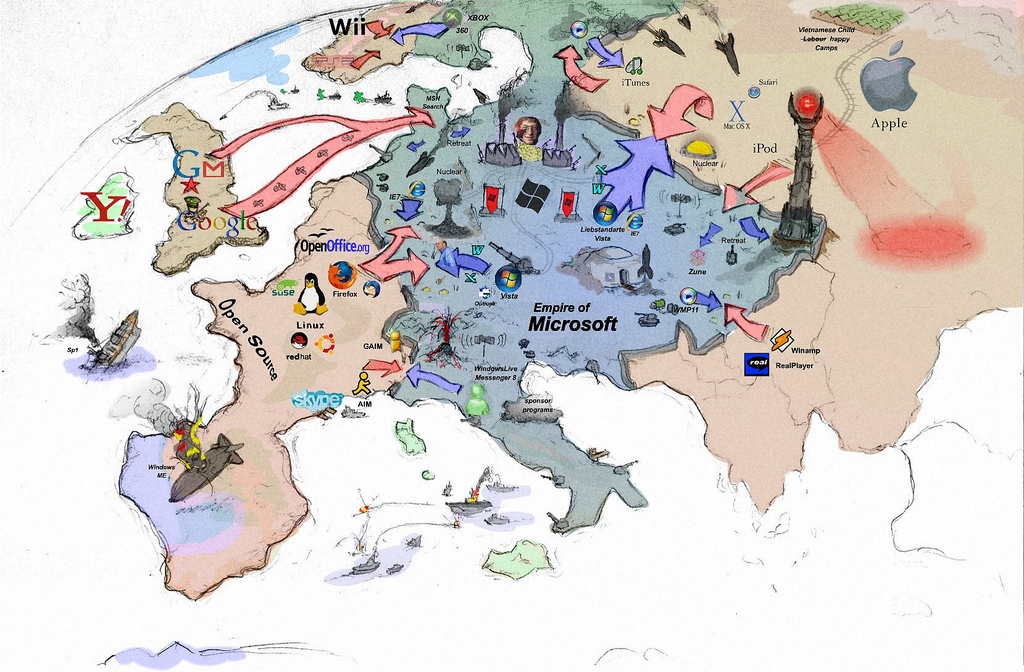 Wii
XBOX
360
PS3
iTunes
Vietnamese Child
Labour happy
Camps
Safari
X
Mac OS X
Apple
MSN
Search
Retreat
iPod
Nuclear
Nuclear
GM
Google
Y!
IE7
W
X
Liebstandarte
Vista
IE7
OpenOffice.org
SUSE
Firefox
Linux
redhat
Open Source
W
X
Outlook
Vista
Zune
Retreat
Empire of
Microsoft
WMP11
Winamp
real
RealPlayer
Sp1
GAIM
AIM
skype
WindowsLive
Messenger 8
sponsor
programs
Windows
ME